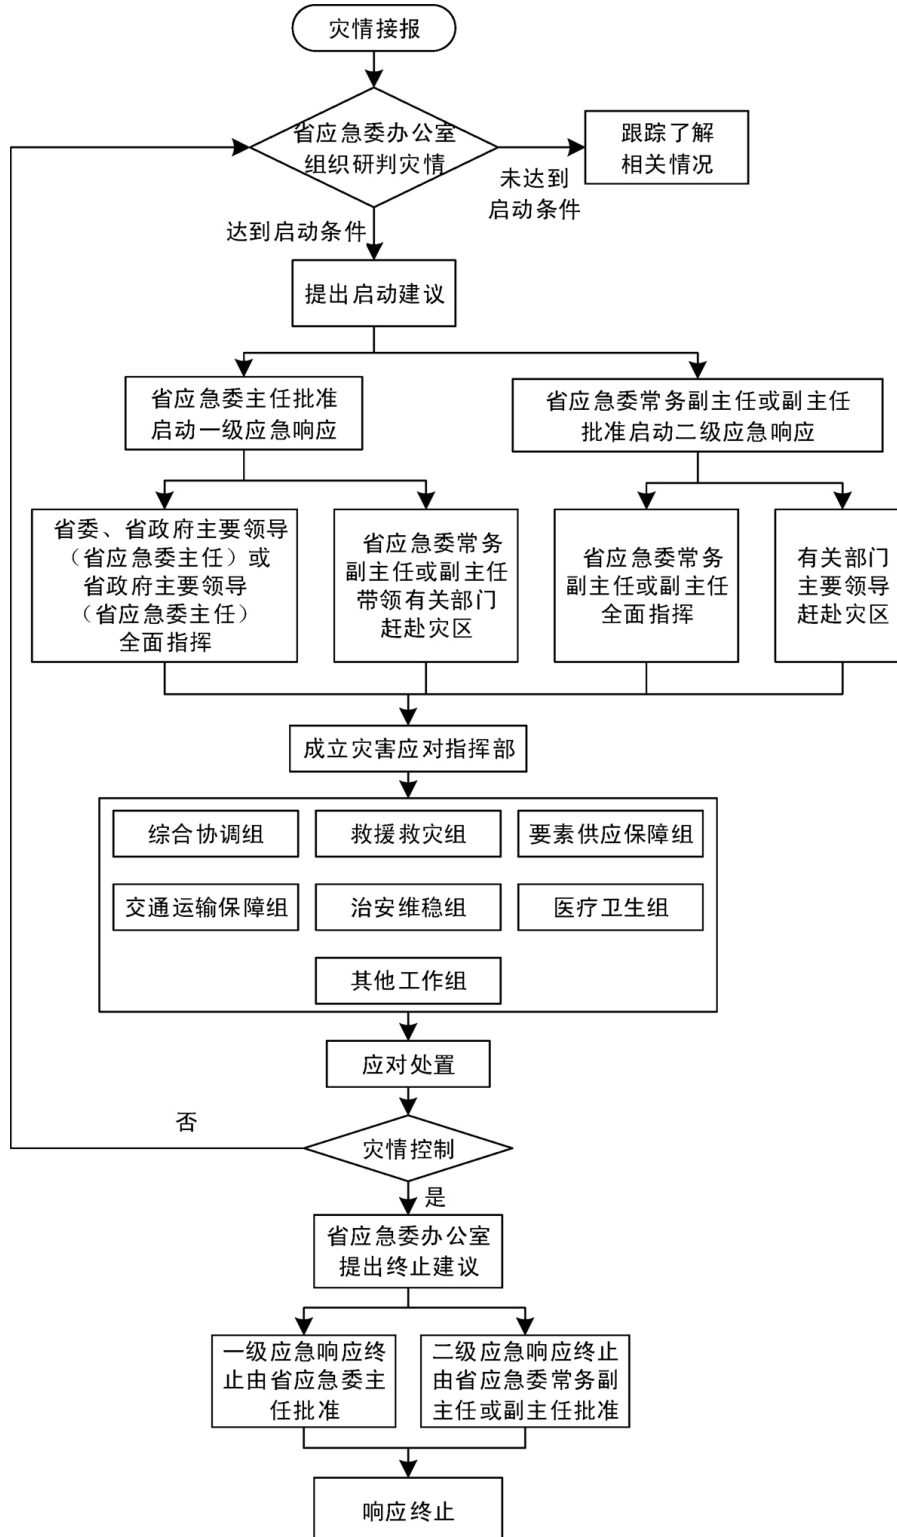 灾情接报
省应急委办公室
组织研判灾情
跟踪了解
相关情况
未达到
启动条件
达到启动条件
提出启动建议
省应急委主任批准
启动一级应急响应
省应急委常务副主任或副主任
批准启动二级应急响应
省委、省政府主要领导
（省应急委主任）或
省政府主要领导
（省应急委主任）
全面指挥
省应急委常务
副主任或副主任
带领有关部门
赶赴灾区
省应急委常务
副主任或副主任
全面指挥
有关部门
主要领导
赶赴灾区
成立灾害应对指挥部
综合协调组
救援救灾组
要素供应保障组
交通运输保障组
治安维稳组
医疗卫生组
其他工作组
应对处置
否
灾情控制
是
省应急委办公室
提出终止建议
一级应急响应终
止由省应急委主
任批准
二级应急响应终止
由省应急委常务副
主任或副主任批准
响应终止